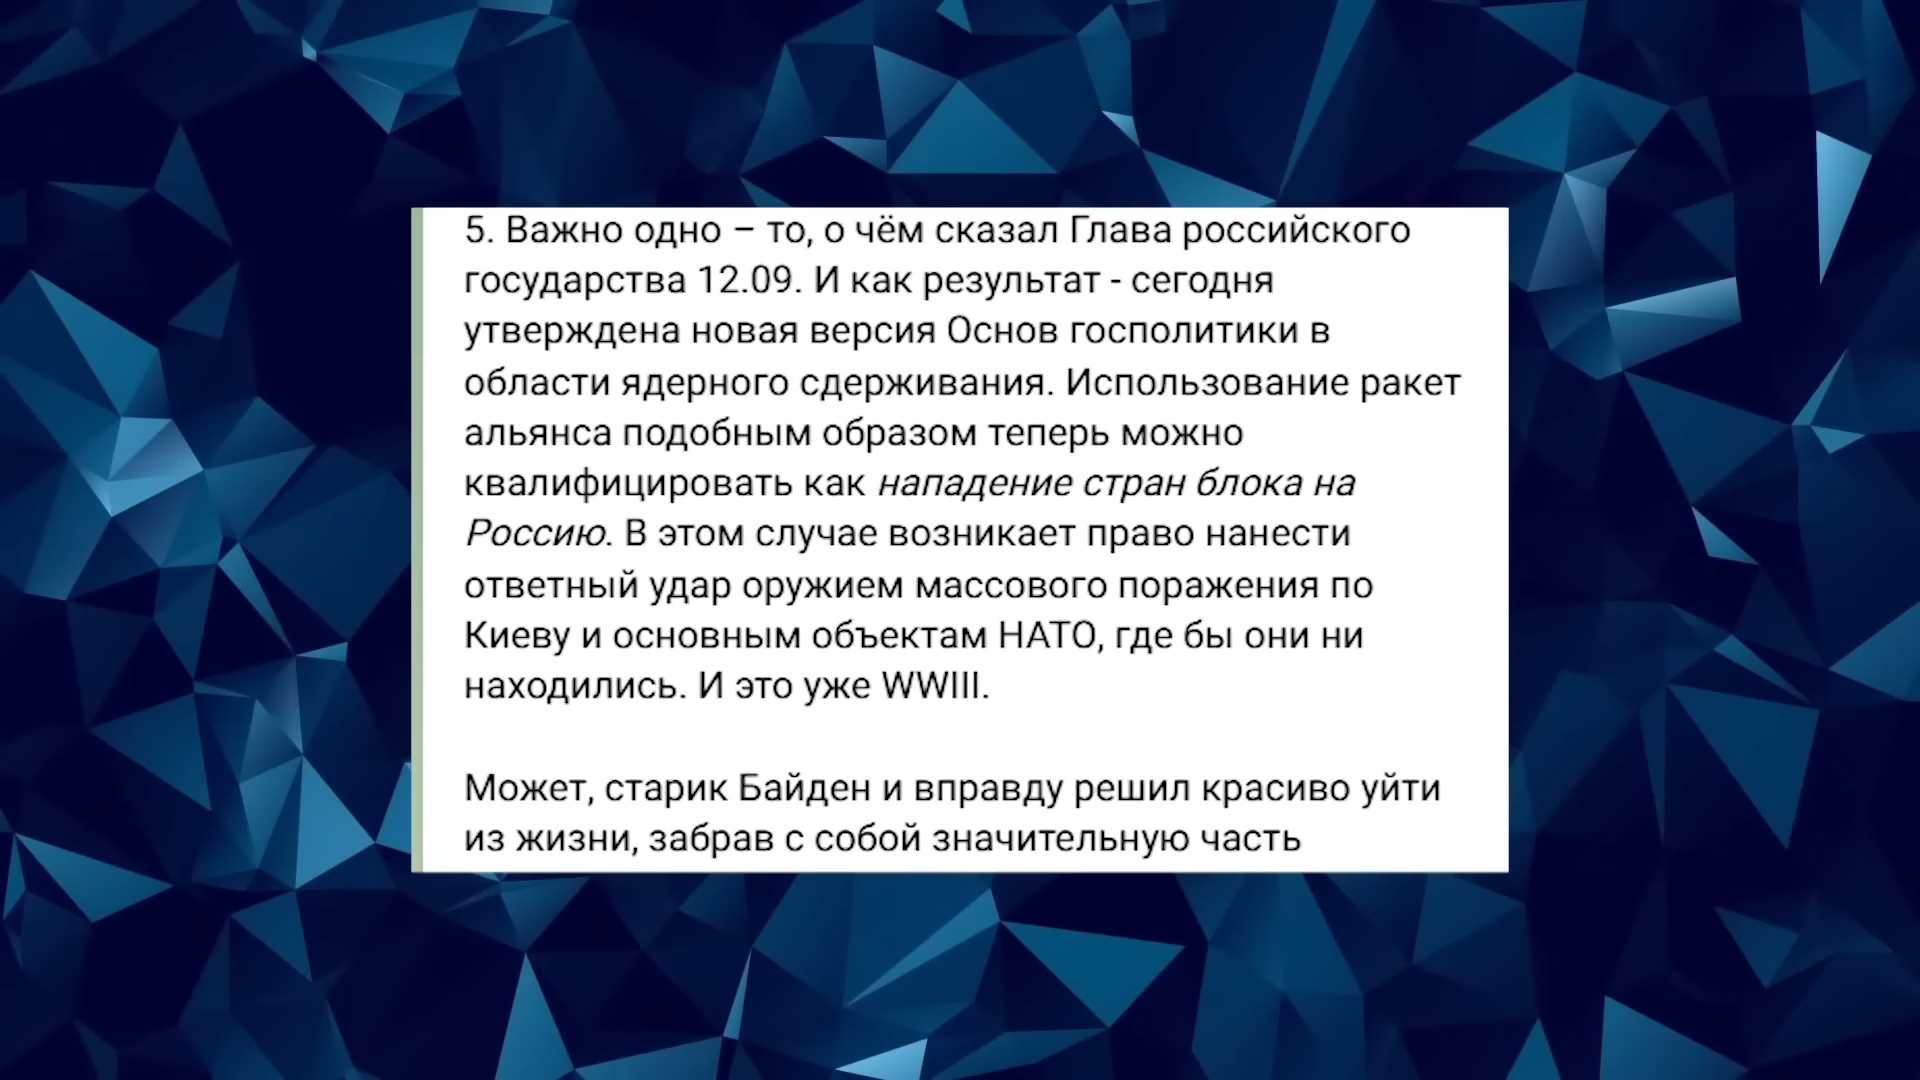 5. Важно одно – то, о чём сказал Глава российского
государства 12.09. И как результат - сегодня
утверждена новая версия Основ госполитики в
области ядерного сдерживания. Использование ракет
альянса подобным образом теперь можно
квалифицировать как нападение стран блока на
Россию. В этом случае возникает право нанести
ответный удар оружием массового поражения по
Киеву и основным объектам НАТО, где бы они ни
находились. И это уже WWIII.
Может, старик Байден и вправду решил красиво уйти
из жизни, забрав с собой значительную часть